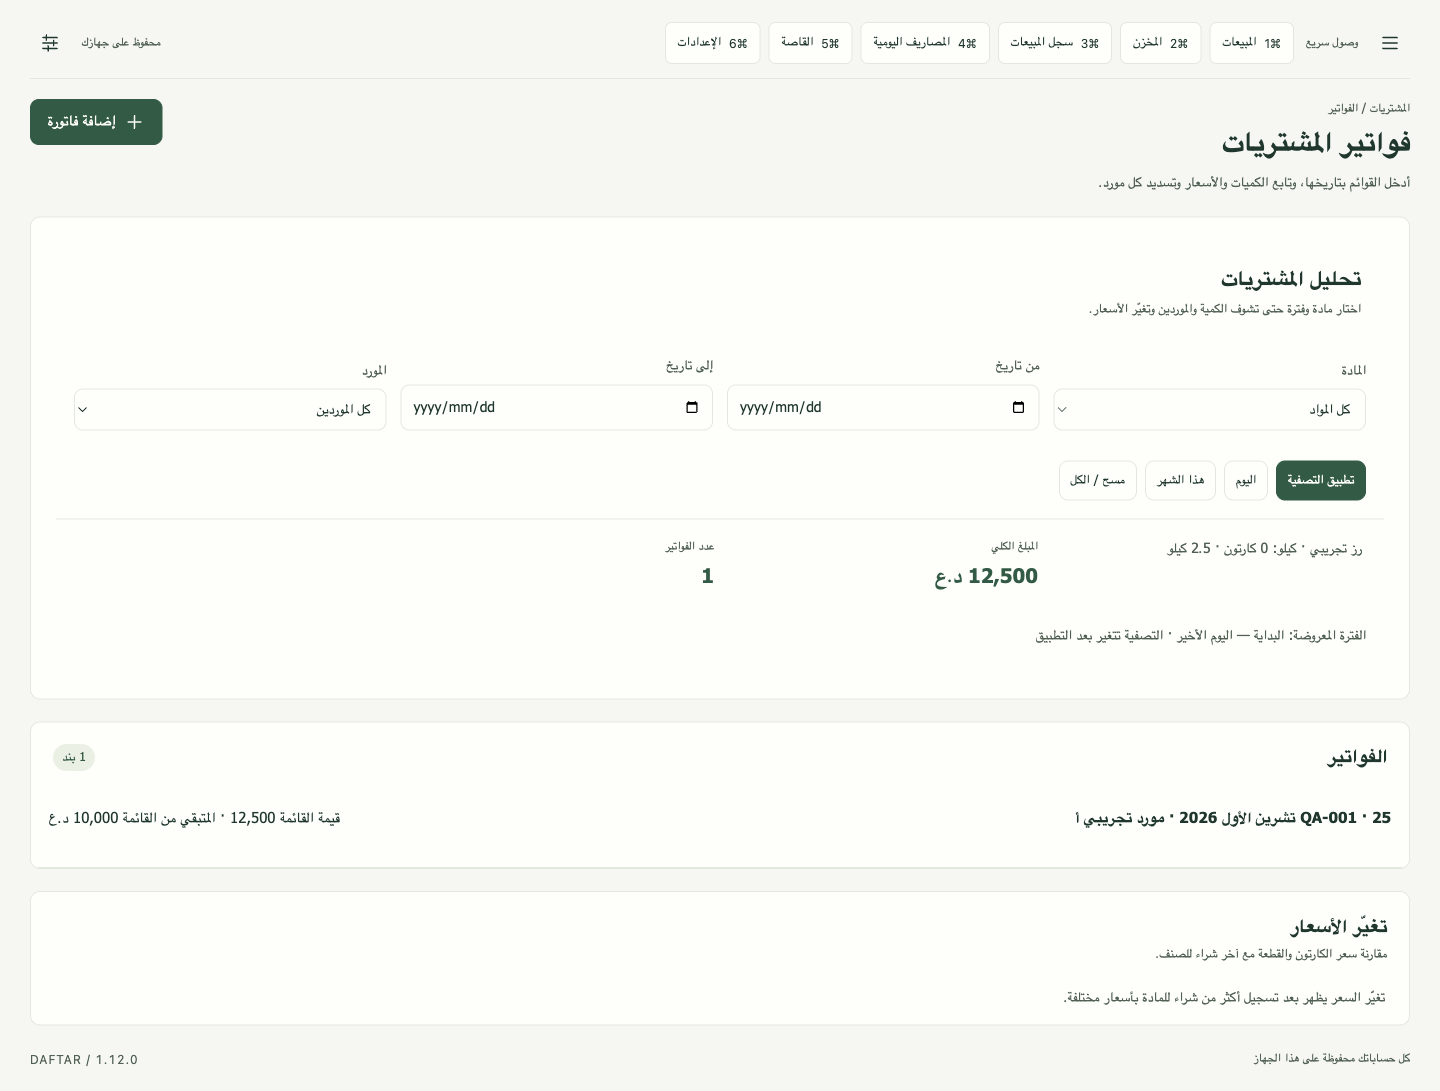 وصول سريع
المبيعات ⌘1
المخزن ⌘2
سجل المبيعات ⌘3
المصاريف اليومية ⌘4
القاصة ⌘5
الإعدادات ⌘6
محفوظ على جهازك
المشتريات / الفواتير
فواتير المشتريات
أدخل القوائم بتاريخها، وتابع الكميات والأسعار وتسديد كل مورد.
إضافة فاتورة
تحليل المشتريات
اختار مادة وفترة حتى تشوف الكمية والموردين وتغيّر الأسعار.
المادة
كل المواد
من تاريخ
yyyy/mm/dd
إلى تاريخ
yyyy/mm/dd
المورد
كل الموردين
تطبيق التصفية
اليوم
هذا الشهر
مسح / الكل
رز تجريبي · كيلو: 0 كارتون · 2.5 كيلو
المبلغ الكلي
12,500 د.ع
عدد الفواتير
1
الفترة المعروضة: البداية — اليوم الأخير · التصفية تتغير بعد التطبيق
الفواتير
1 بند
QA-001 · 25 تشرين الأول 2026 · مورد تجريبي أ
قيمة القائمة 12,500 · المتبقي من القائمة 10,000 د.ع
تغيّر الأسعار
مقارنة سعر الكارتون والقطعة مع آخر شراء للصنف.
تغيّر السعر يظهر بعد تسجيل أكثر من شراء للمادة بأسعار مختلفة.
كل حساباتك محفوظة على هذا الجهاز
DAFTAR / 1.12.0